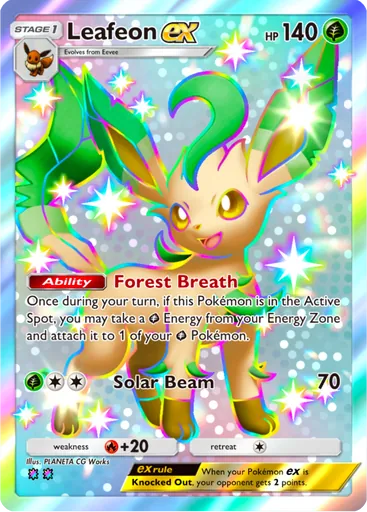 STAGE 1
Leafeon ex
HP 140
Evolves from Eevee
Ability Forest Breath
Once during your turn, if this Pokémon is in the Active
Spot, you may take a Energy from your Energy Zone
and attach it to 1 of your Pokémon.
Solar Beam 70
weakness +20 retreat
Illus. PLANETA CG Works
ex rule When your Pokémon ex is
Knocked Out, your opponent gets 2 points.